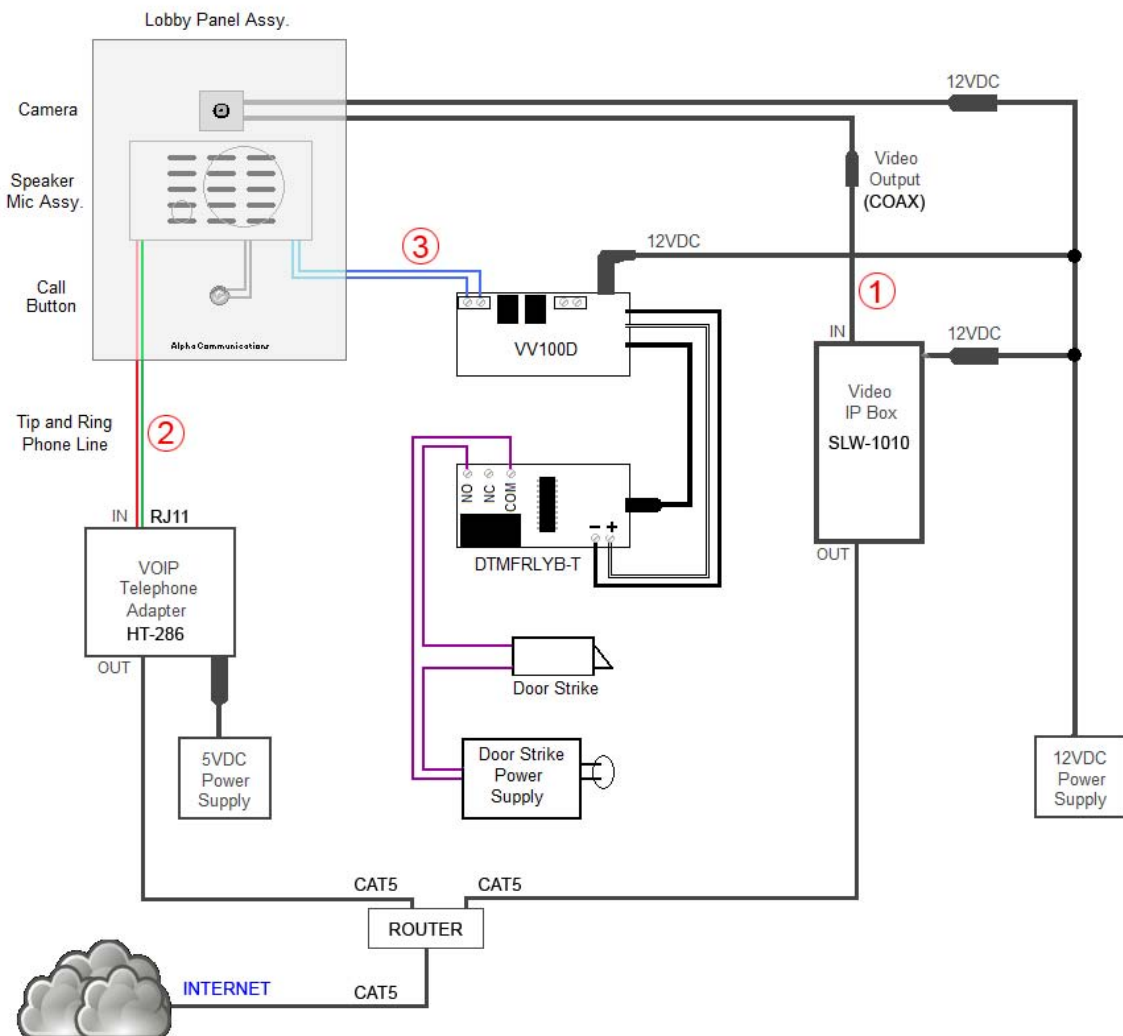 Lobby Panel Assy.
Camera
12VDC
Speaker
Mic Assy.
Video
Output
(COAX)
3
12VDC
Call
Button
1
AlphaCommunications
VV100D
IN
12VDC
Video
IP Box
SLW-1010
Tip and Ring
Phone Line
2
NO
NC
COM
- +
IN
RJ11
OUT
DTMFRLYB-T
VOIP
Telephone
Adapter
HT-286
OUT
Door Strike
5VDC
Power
Supply
Door Strike
Power
Supply
12VDC
Power
Supply
CAT5
CAT5
ROUTER
INTERNET
CAT5